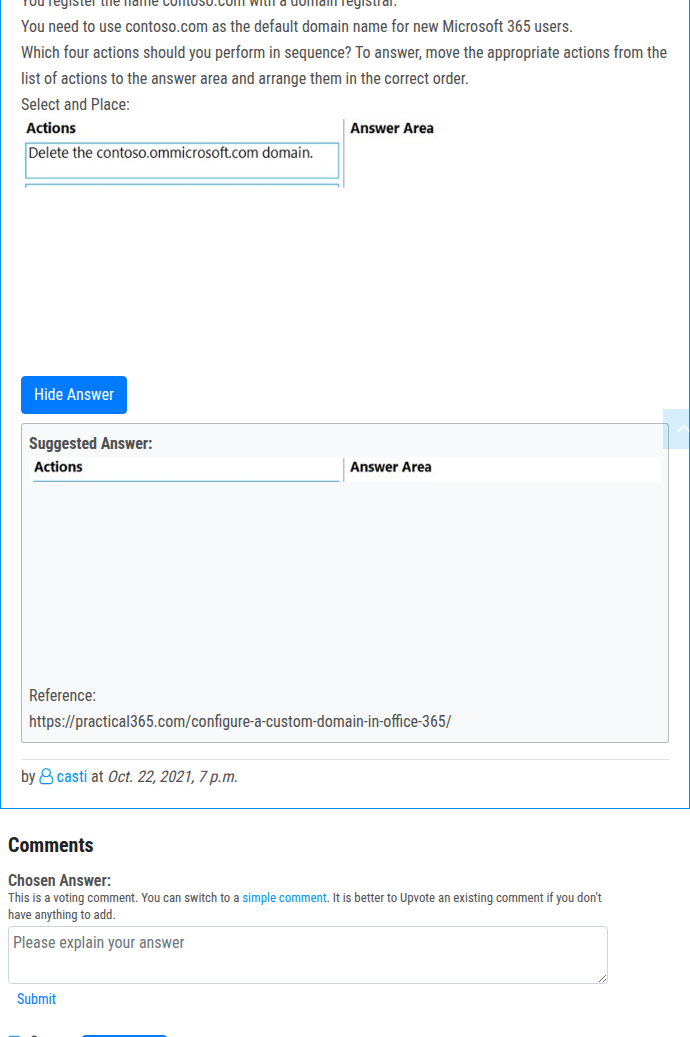 You register the name contoso.com with a domain registrar.
You need to use contoso.com as the default domain name for new Microsoft 365 users.
Which four actions should you perform in sequence? To answer, move the appropriate actions from the
list of actions to the answer area and arrange them in the correct order.
Select and Place:
Actions
Answer Area
Delete the contoso.ommicrosoft.com domain.
Hide Answer
Suggested Answer:
Actions
Answer Area
Reference:
https://practical365.com/configure-a-custom-domain-in-office-365/
by casti at Oct. 22, 2021, 7 p.m.
Comments
Chosen Answer:
This is a voting comment. You can switch to a simple comment. It is better to Upvote an existing comment if you don't
have anything to add.
Please explain your answer
Submit